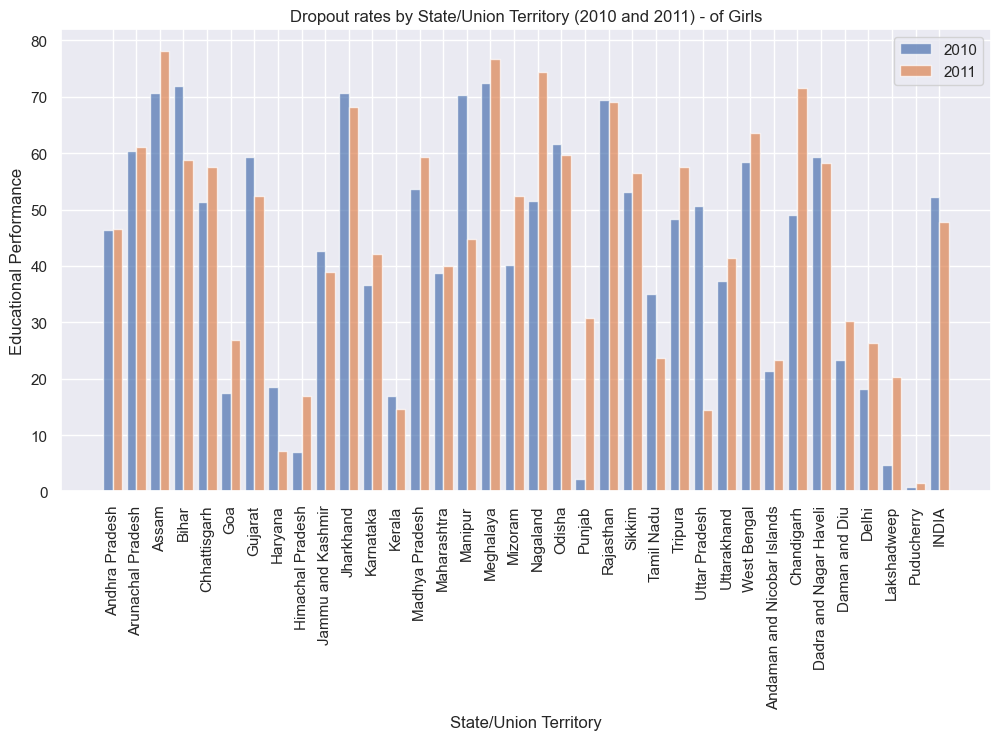 Dropout rates by State/Union Territory (2010 and 2011) - of Girls
2010
2011
Educational Performance
80
70
60
50
40
30
20
10
0
Andhra Pradesh
Arunachal Pradesh
Assam
Bihar
Chhattisgarh
Goa
Gujarat
Haryana
Himachal Pradesh
Jammu and Kashmir
Jharkhand
Karnataka
Kerala
Madhya Pradesh
Maharashtra
Manipur
Meghalaya
Mizoram
Nagaland
Odisha
Punjab
Rajasthan
Sikkim
Tamil Nadu
Tripura
Uttar Pradesh
Uttarakhand
West Bengal
Andaman and Nicobar Islands
Chandigarh
Dadra and Nagar Haveli
Daman and Diu
Delhi
Lakshadweep
Puducherry
INDIA
State/Union Territory